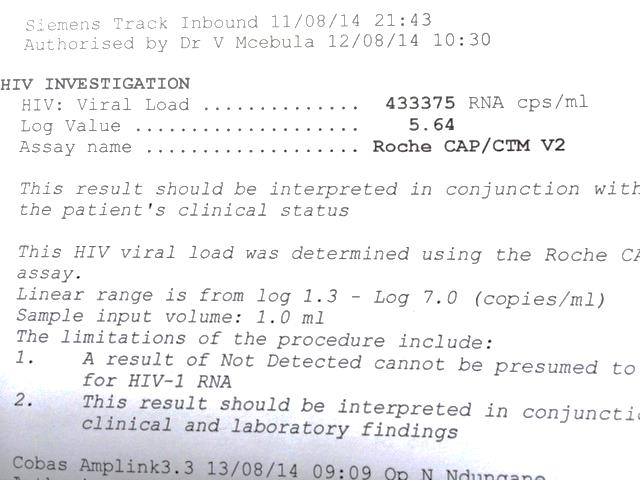 Siemens Track Inbound 11/08/14 21:43
Authorised by Dr V Mcebula 12/08/14 10:30
HIV INVESTIGATION
HIV: Viral Load .............. 433375 RNA cps/ml
Log Value .................... 5.64
Assay name ................... Roche CAP/CTM V2
This result should be interpreted in conjunction with
the patient's clinical status
This HIV viral load was determined using the Roche CA
assay.
Linear range is from log 1.3 - Log 7.0 (copies/ml)
Sample input volume: 1.0 ml
The limitations of the procedure include:
1. A result of Not Detected cannot be presumed to
for HIV-1 RNA
2. This result should be interpreted in conjunctio
clinical and laboratory findings
Cobas Amplink3.3 13/08/14 09:09 Op N Ndungane